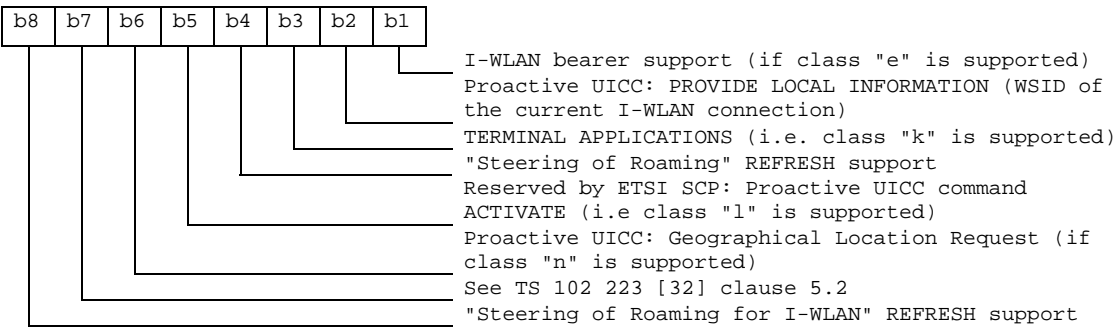 b8 b7 b6 b5 b4 b3 b2 b1
I-WLAN bearer support (if class "e" is supported)
Proactive UICC: PROVIDE LOCAL INFORMATION (WSID of
the current I-WLAN connection)
TERMINAL APPLICATIONS (i.e. class "k" is supported)
"Steering of Roaming" REFRESH support
Reserved by ETSI SCP: Proactive UICC command
ACTIVATE (i.e class "l" is supported)
Proactive UICC: Geographical Location Request (if
class "n" is supported)
See TS 102 223 [32] clause 5.2
"Steering of Roaming for I-WLAN" REFRESH support